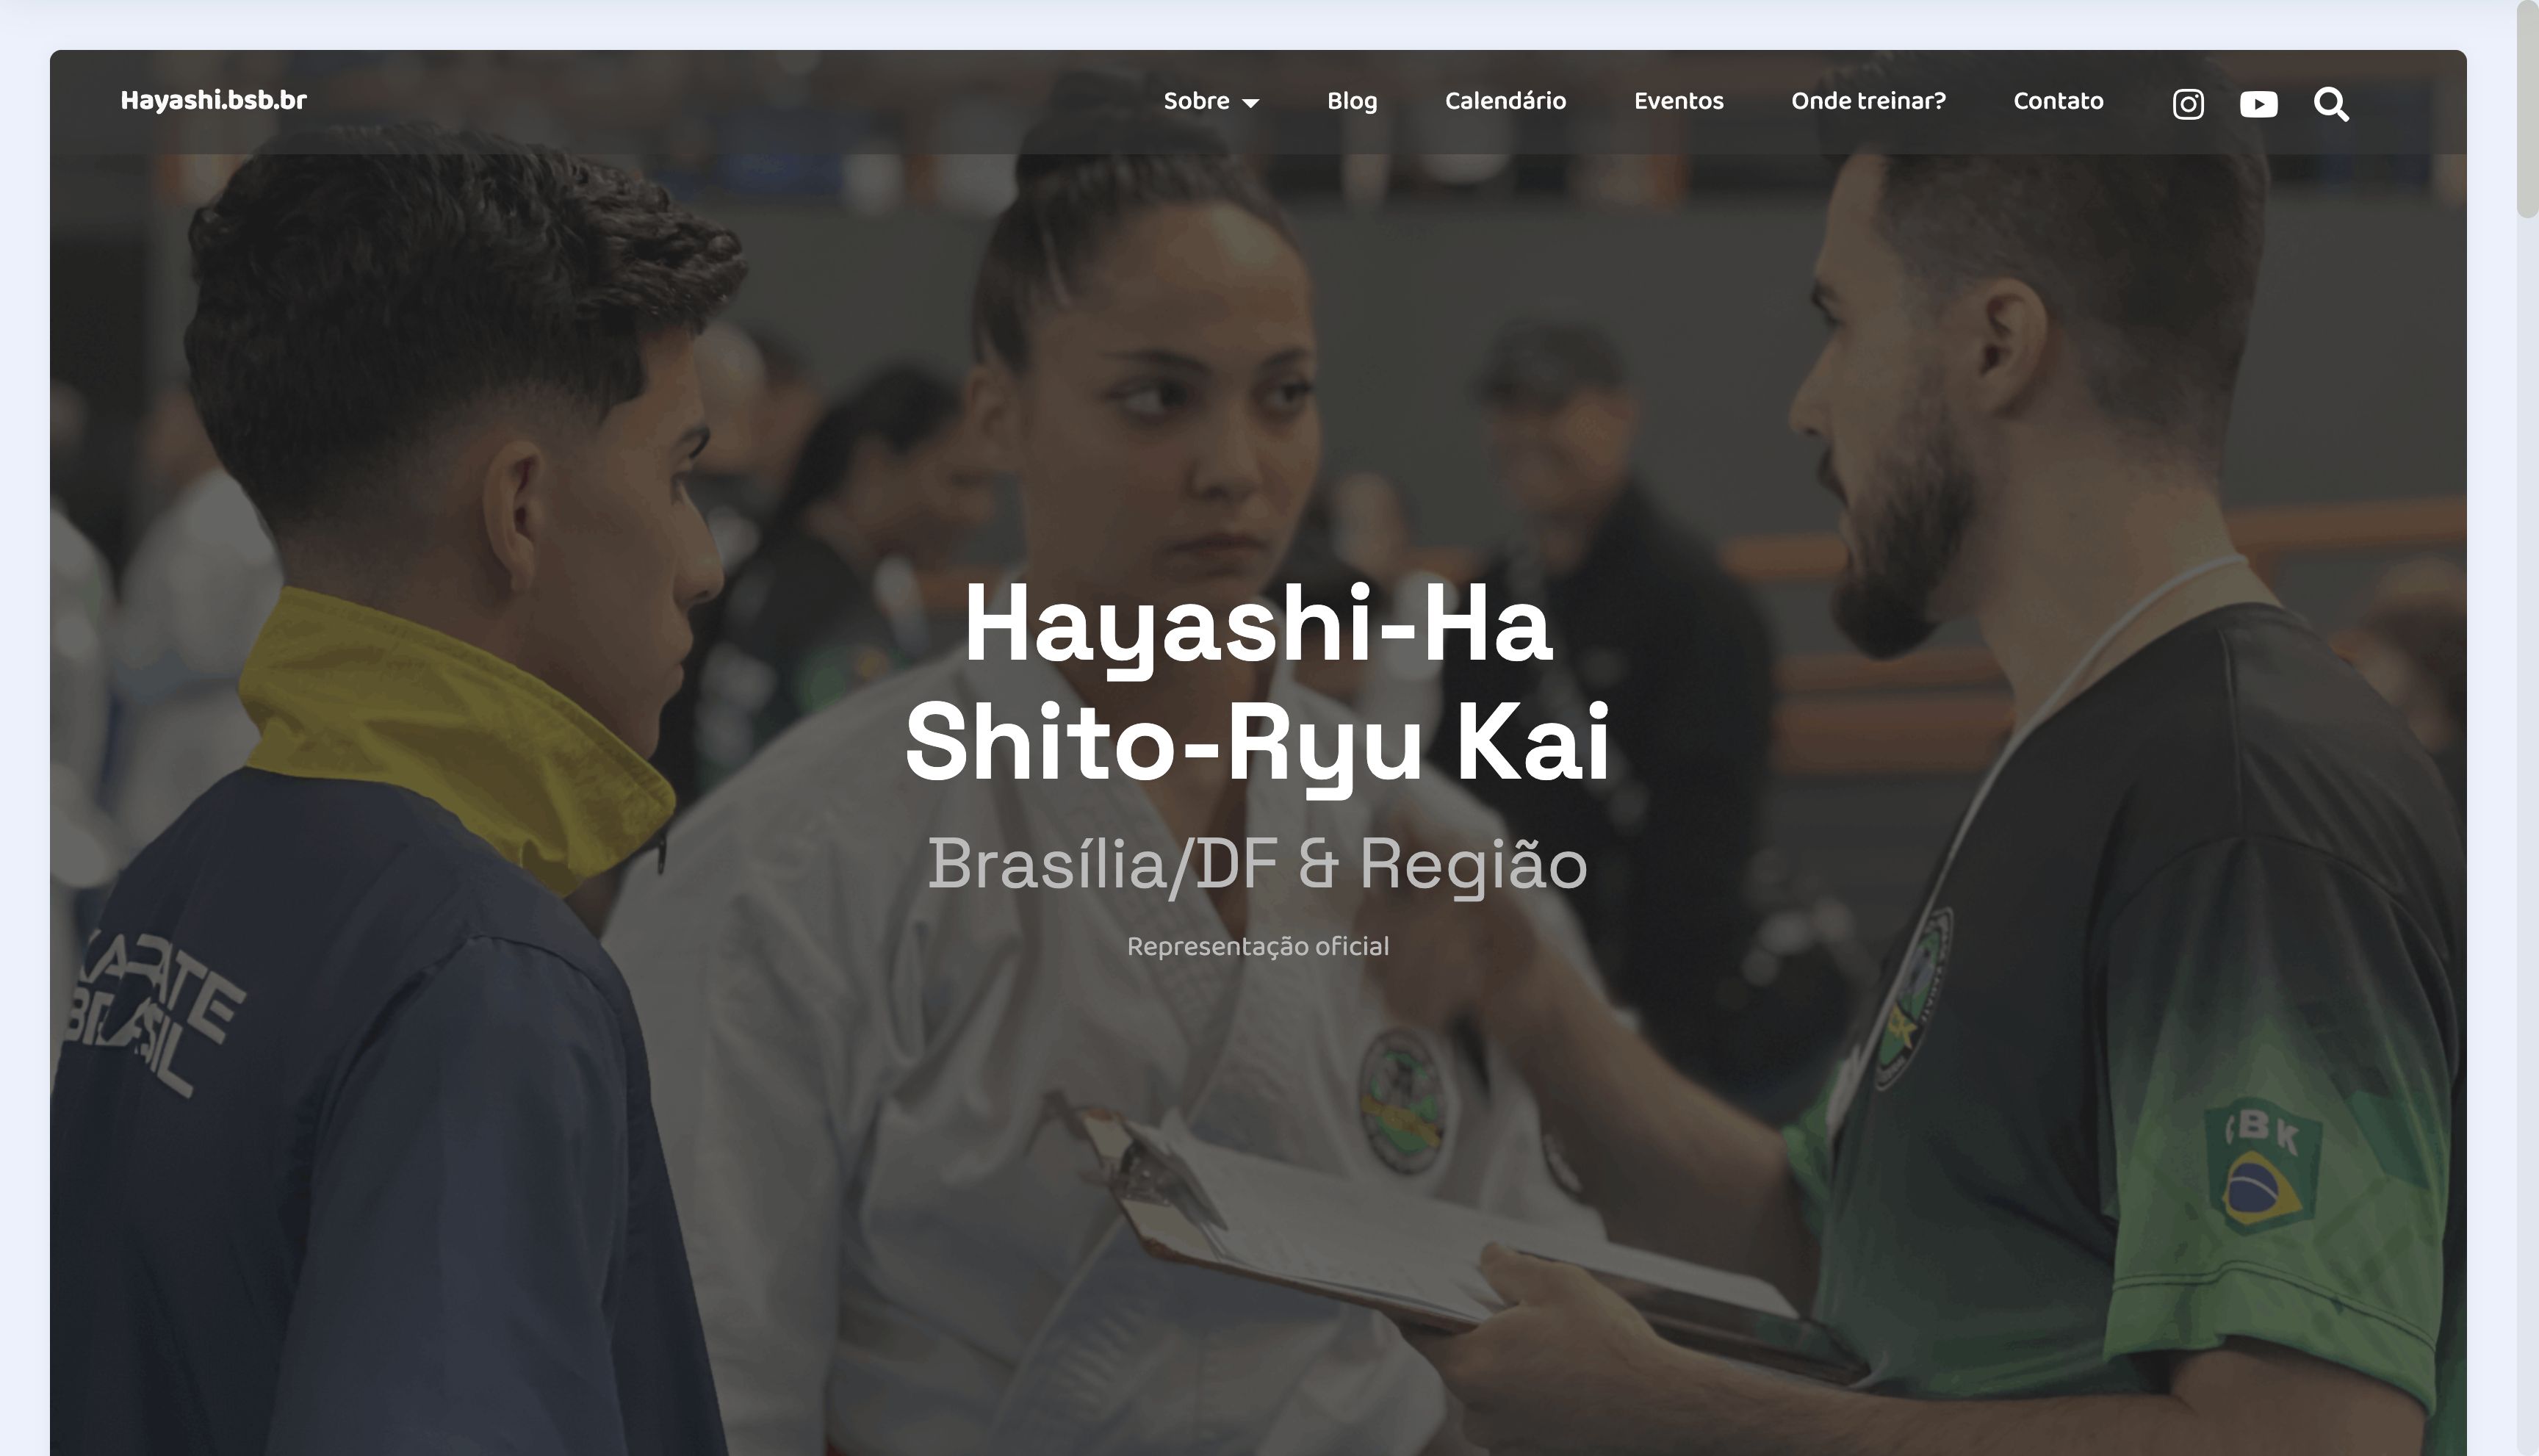 Hayashi.bsb.br
Sobre
Blog
Calendário
Eventos
Onde treinar?
Contato
Hayashi-Ha
Shito-Ryu Kai
Brasília/DF & Região
Representação oficial
KARATE
BRASIL
CBK